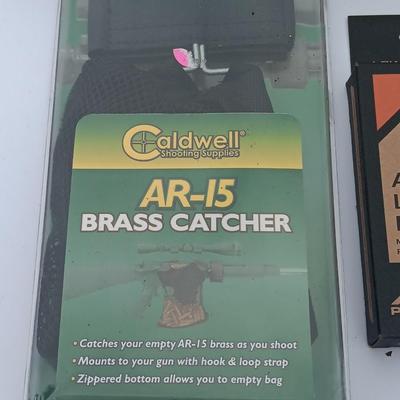 Caldwell®
Shooting Supplies
AR-15
BRASS CATCHER
• Catches your empty AR-15 brass as you shoot
• Mounts to your gun with hook & loop strap
• Zippered bottom allows you to empty bag